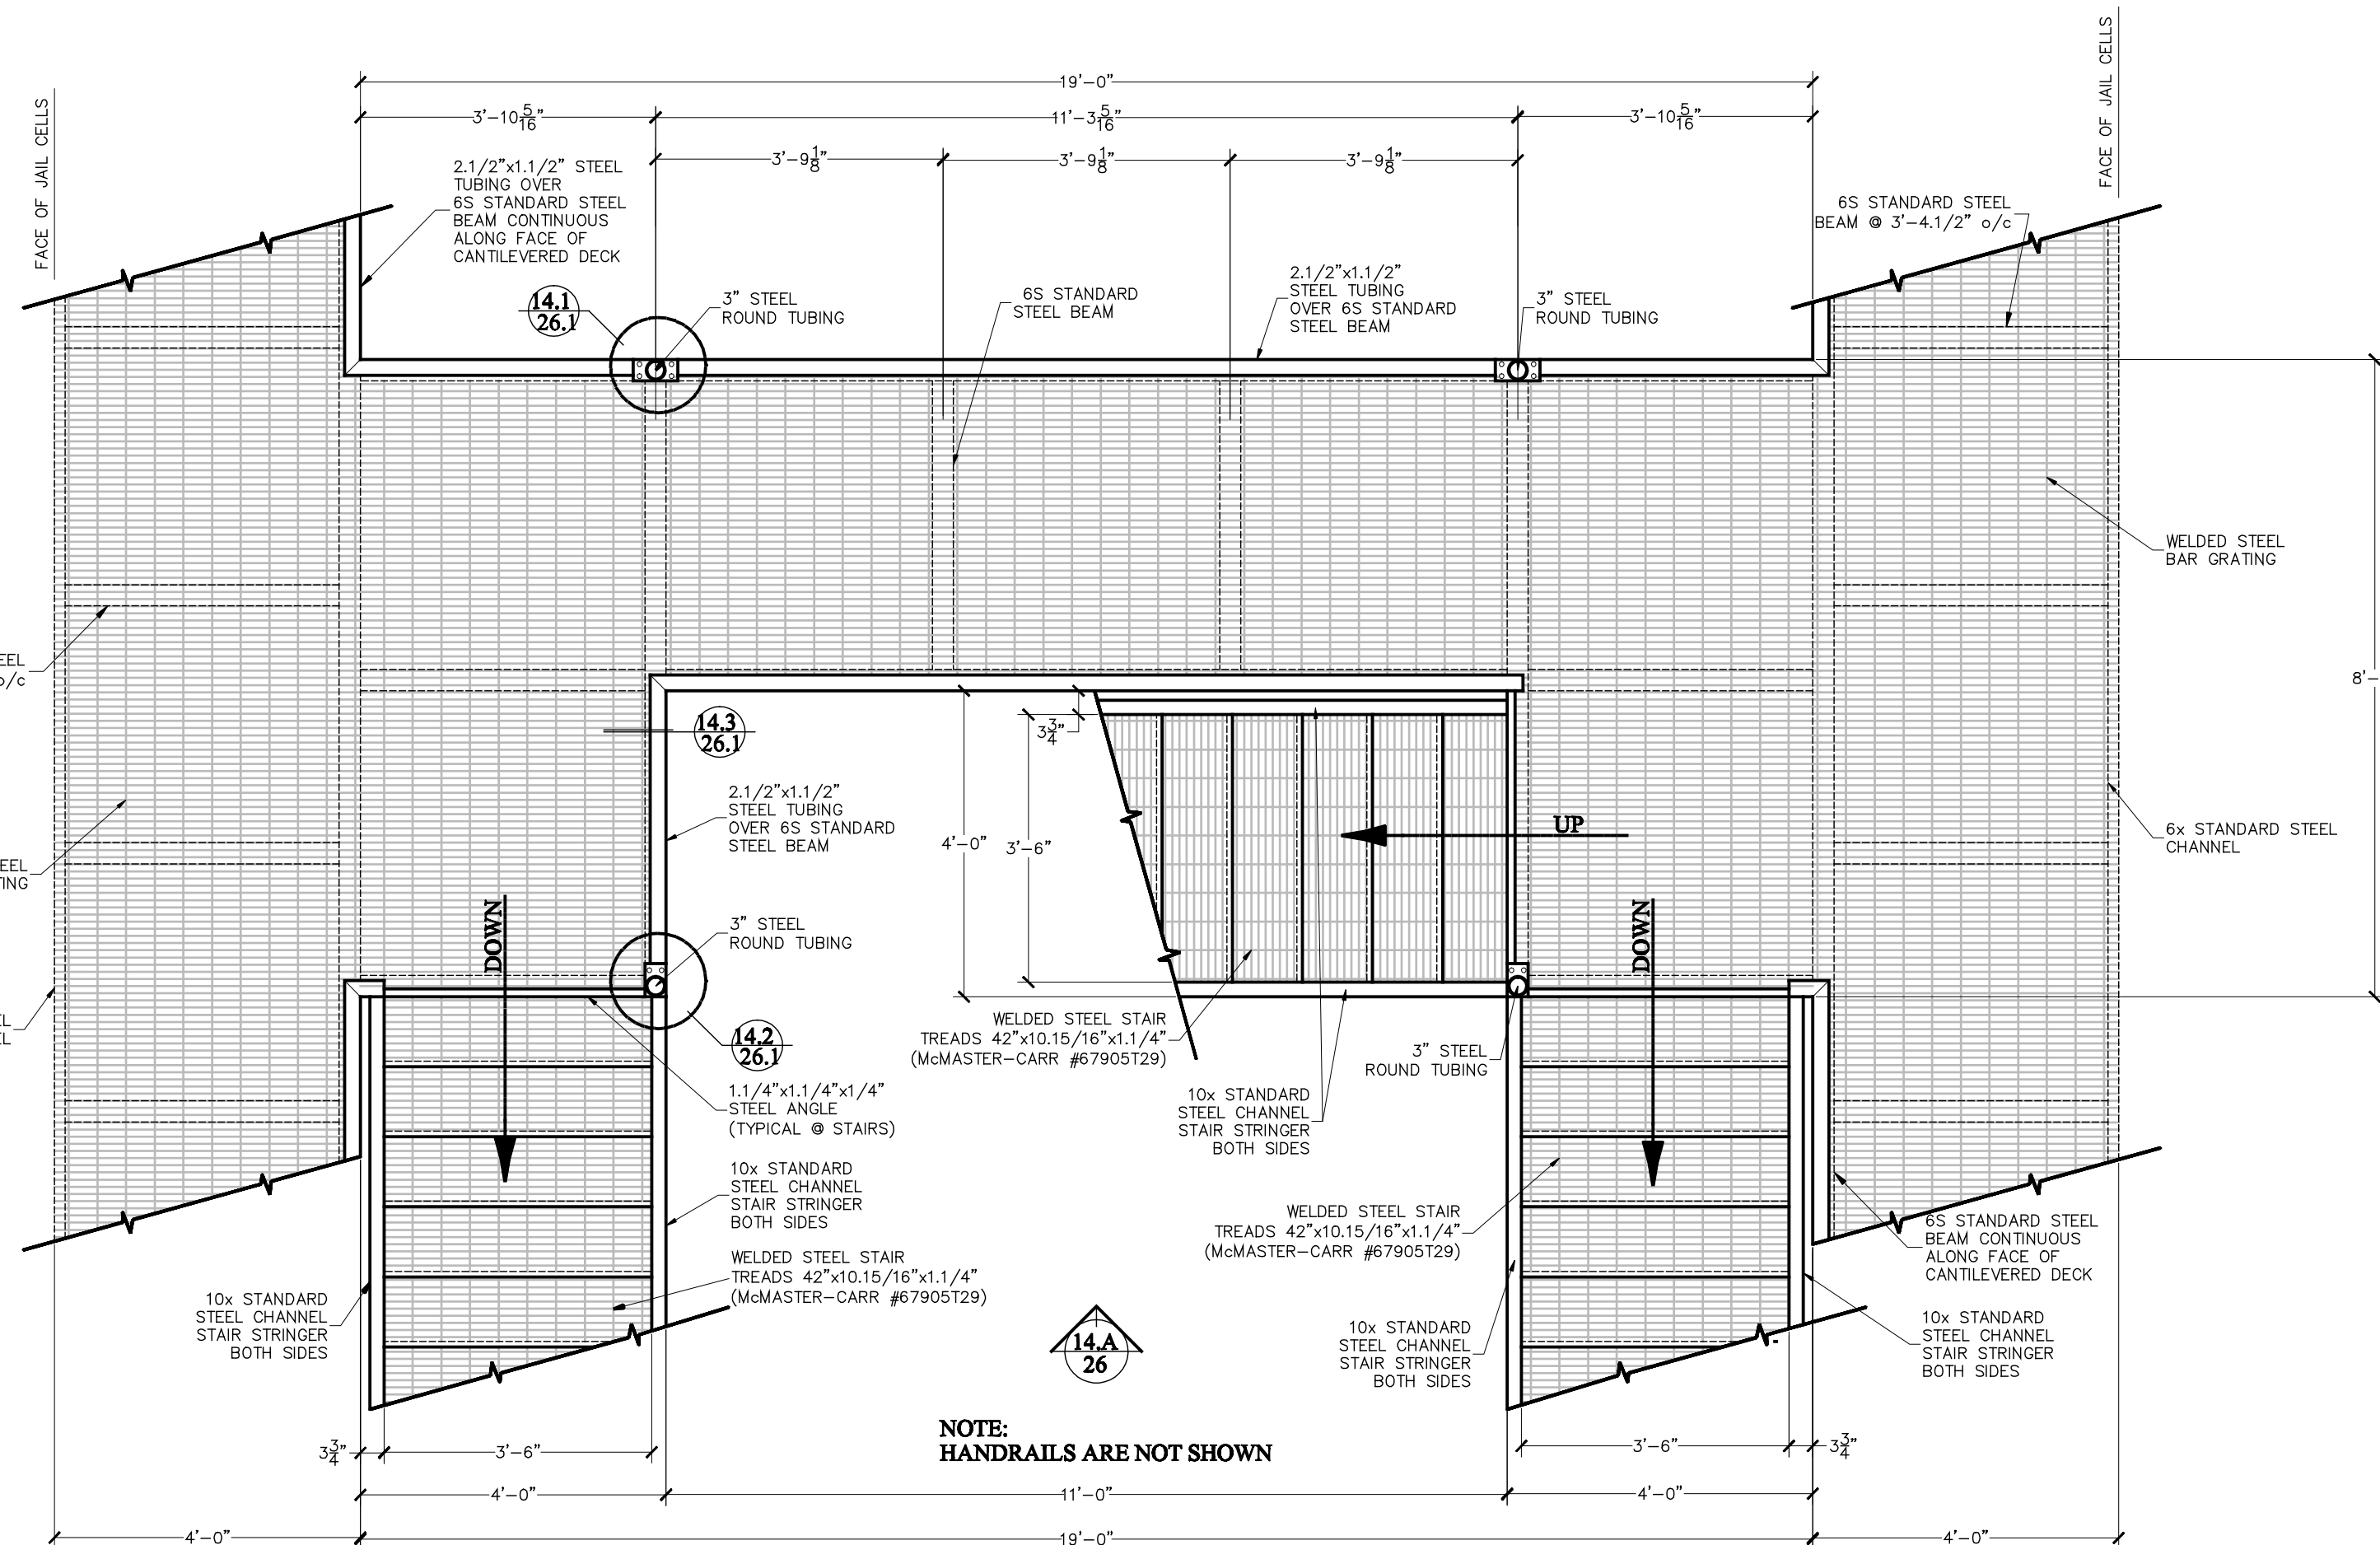 FACE OF JAIL CELLS
FACE OF JAIL CELLS
19'-0"
3'-10 5/16"
11'-3 5/16"
3'-10 5/16"
3'-9 1/8"
3'-9 1/8"
3'-9 1/8"
2.1/2"x1.1/2" STEEL
TUBING OVER
6S STANDARD STEEL
BEAM CONTINUOUS
ALONG FACE OF
CANTILEVERED DECK
14.1
26.1
3" STEEL
ROUND TUBING
6S STANDARD
STEEL BEAM
2.1/2"x1.1/2"
STEEL TUBING
OVER 6S STANDARD
STEEL BEAM
3" STEEL
ROUND TUBING
6S STANDARD STEEL
BEAM @ 3'-4.1/2" o/c
WELDED STEEL
BAR GRATING
EEL
o/c
8'-
14.3
26.1
3 3/4"
2.1/2"x1.1/2"
STEEL TUBING
OVER 6S STANDARD
STEEL BEAM
4'-0"
3'-6"
UP
6x STANDARD STEEL
CHANNEL
EEL
TING
DOWN
3" STEEL
ROUND TUBING
DOWN
EL
EL
14.2
26.1
WELDED STEEL STAIR
TREADS 42"x10.15/16"x1.1/4"
(McMASTER-CARR #67905T29)
3" STEEL
ROUND TUBING
1.1/4"x1.1/4"x1/4"
STEEL ANGLE
(TYPICAL @ STAIRS)
10x STANDARD
STEEL CHANNEL
STAIR STRINGER
BOTH SIDES
10x STANDARD
STEEL CHANNEL
STAIR STRINGER
BOTH SIDES
WELDED STEEL STAIR
TREADS 42"x10.15/16"x1.1/4"
(McMASTER-CARR #67905T29)
6S STANDARD STEEL
BEAM CONTINUOUS
ALONG FACE OF
CANTILEVERED DECK
WELDED STEEL STAIR
TREADS 42"x10.15/16"x1.1/4"
(McMASTER-CARR #67905T29)
10x STANDARD
STEEL CHANNEL
STAIR STRINGER
BOTH SIDES
14.A
26
10x STANDARD
STEEL CHANNEL
STAIR STRINGER
BOTH SIDES
10x STANDARD
STEEL CHANNEL
STAIR STRINGER
BOTH SIDES
NOTE:
HANDRAILS ARE NOT SHOWN
3 3/4"
3'-6"
3'-6"
3 3/4"
4'-0"
11'-0"
4'-0"
4'-0"
19'-0"
4'-0"